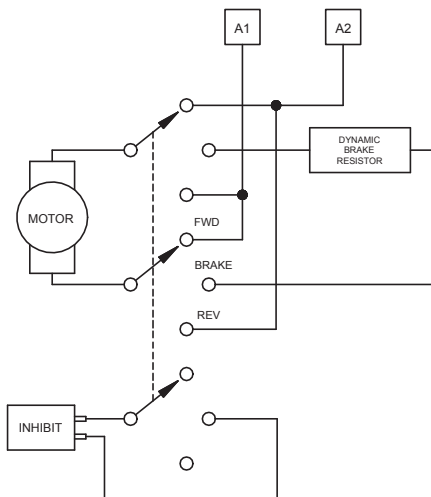 A1
A2
DYNAMIC
BRAKE
RESISTOR
MOTOR
FWD
BRAKE
REV
INHIBIT